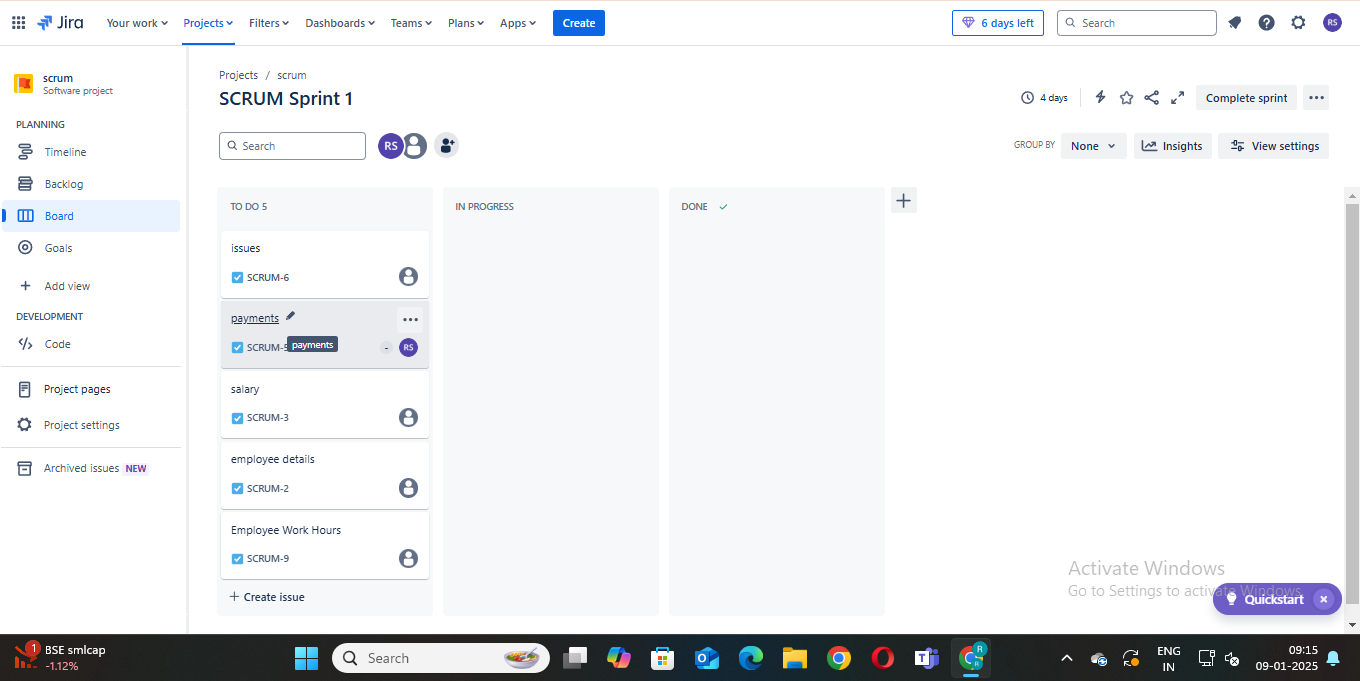 Jira
Your work
Projects
Filters
Dashboards
Teams
Plans
Apps
Create
6 days left
Search
RS
scrum
Software project
PLANNING
Timeline
Backlog
Board
Goals
Add view
DEVELOPMENT
Code
Project pages
Project settings
Archived issues NEW
Projects / scrum
SCRUM Sprint 1
4 days
Complete sprint
Search
RS
GROUP BY
None
Insights
View settings
TO DO 5
IN PROGRESS
DONE
issues
SCRUM-6
payments
SCRUM-5
payments
-
RS
salary
SCRUM-3
employee details
SCRUM-2
Employee Work Hours
SCRUM-9
Create issue
Activate Windows
Go to Settings to activate Windows.
Quickstart
1
BSE smlcap
-1.12%
Search
R
ENG
IN
09:15
09-01-2025